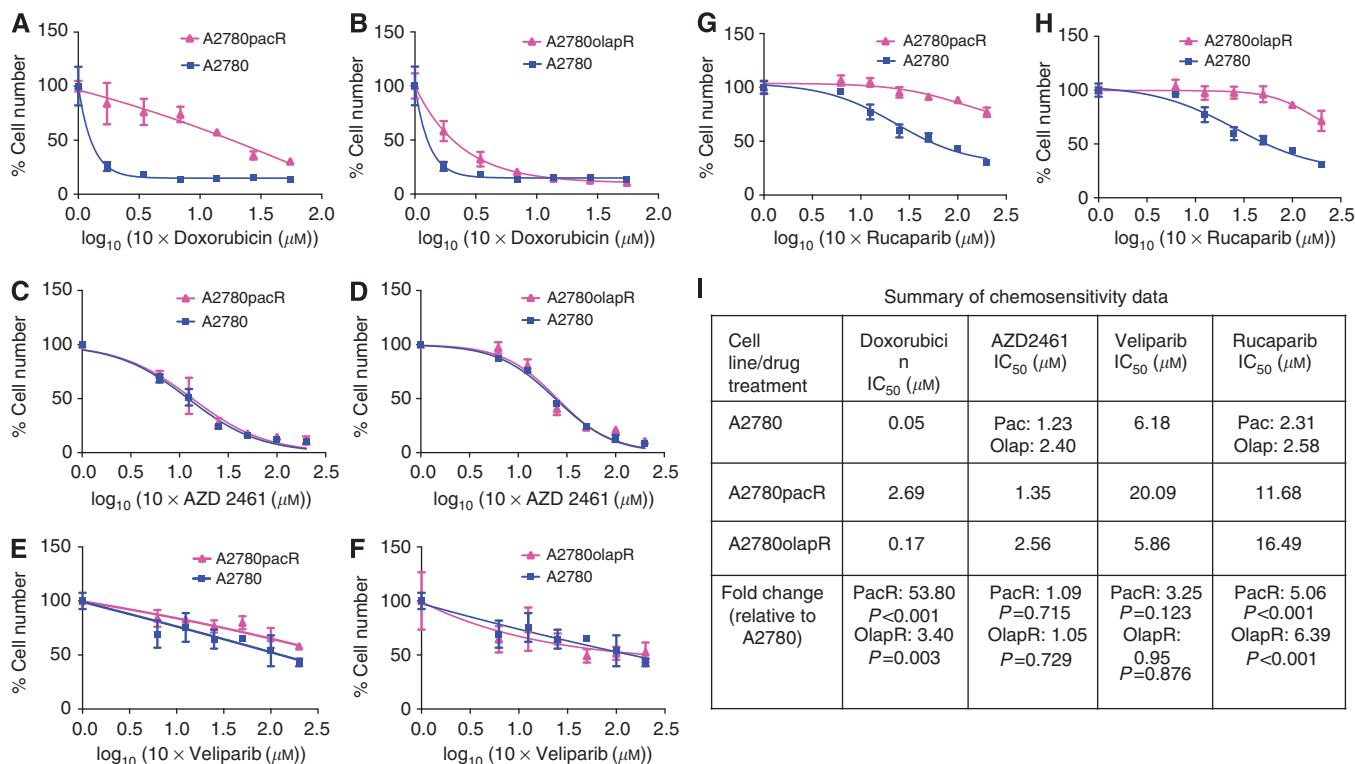 A
150
100
50
0
% Cell number
A2780pacR
A2780
0.0 0.5 1.0 1.5 2.0
log10 (10 × Doxorubicin (μM))
B
150
100
50
0
% Cell number
A2780olapR
A2780
0.0 0.5 1.0 1.5 2.0
log10 (10 × Doxorubicin (μM))
G
150
100
50
0
% Cell number
A2780pacR
A2780
0.0 0.5 1.0 1.5 2.0 2.5
log10 (10 × Rucaparib (μM))
H
150
100
50
0
% Cell number
A2780olapR
A2780
0.0 0.5 1.0 1.5 2.0 2.5
log10 (10 × Rucaparib (μM))
C
150
100
50
0
% Cell number
A2780pacR
A2780
0.0 0.5 1.0 1.5 2.0 2.5
log10 (10 × AZD 2461 (μM))
D
150
100
50
0
% Cell number
A2780olapR
A2780
0.0 0.5 1.0 1.5 2.0 2.5
log10 (10 × AZD 2461 (μM))
E
150
100
50
0
% Cell number
A2780pacR
A2780
0.0 0.5 1.0 1.5 2.0 2.5
log10 (10 × Veliparib (μM))
F
150
100
50
0
% Cell number
A2780olapR
A2780
0.0 0.5 1.0 1.5 2.0 2.5
log10 (10 × Veliparib (μM))
I
Summary of chemosensitivity data
Cell
line/drug
treatment
Doxorubici
n
IC50 (μM)
AZD2461
IC50 (μM)
Veliparib
IC50 (μM)
Rucaparib
IC50 (μM)
A2780
0.05
Pac: 1.23
Olap: 2.40
6.18
Pac: 2.31
Olap: 2.58
A2780pacR
2.69
1.35
20.09
11.68
A2780olapR
0.17
2.56
5.86
16.49
Fold change
(relative to
A2780)
PacR: 53.80
P<0.001
OlapR: 3.40
P=0.003
PacR: 1.09
P=0.715
OlapR: 1.05
P=0.729
PacR: 3.25
P=0.123
OlapR:
0.95
P=0.876
PacR: 5.06
P<0.001
OlapR: 6.39
P<0.001